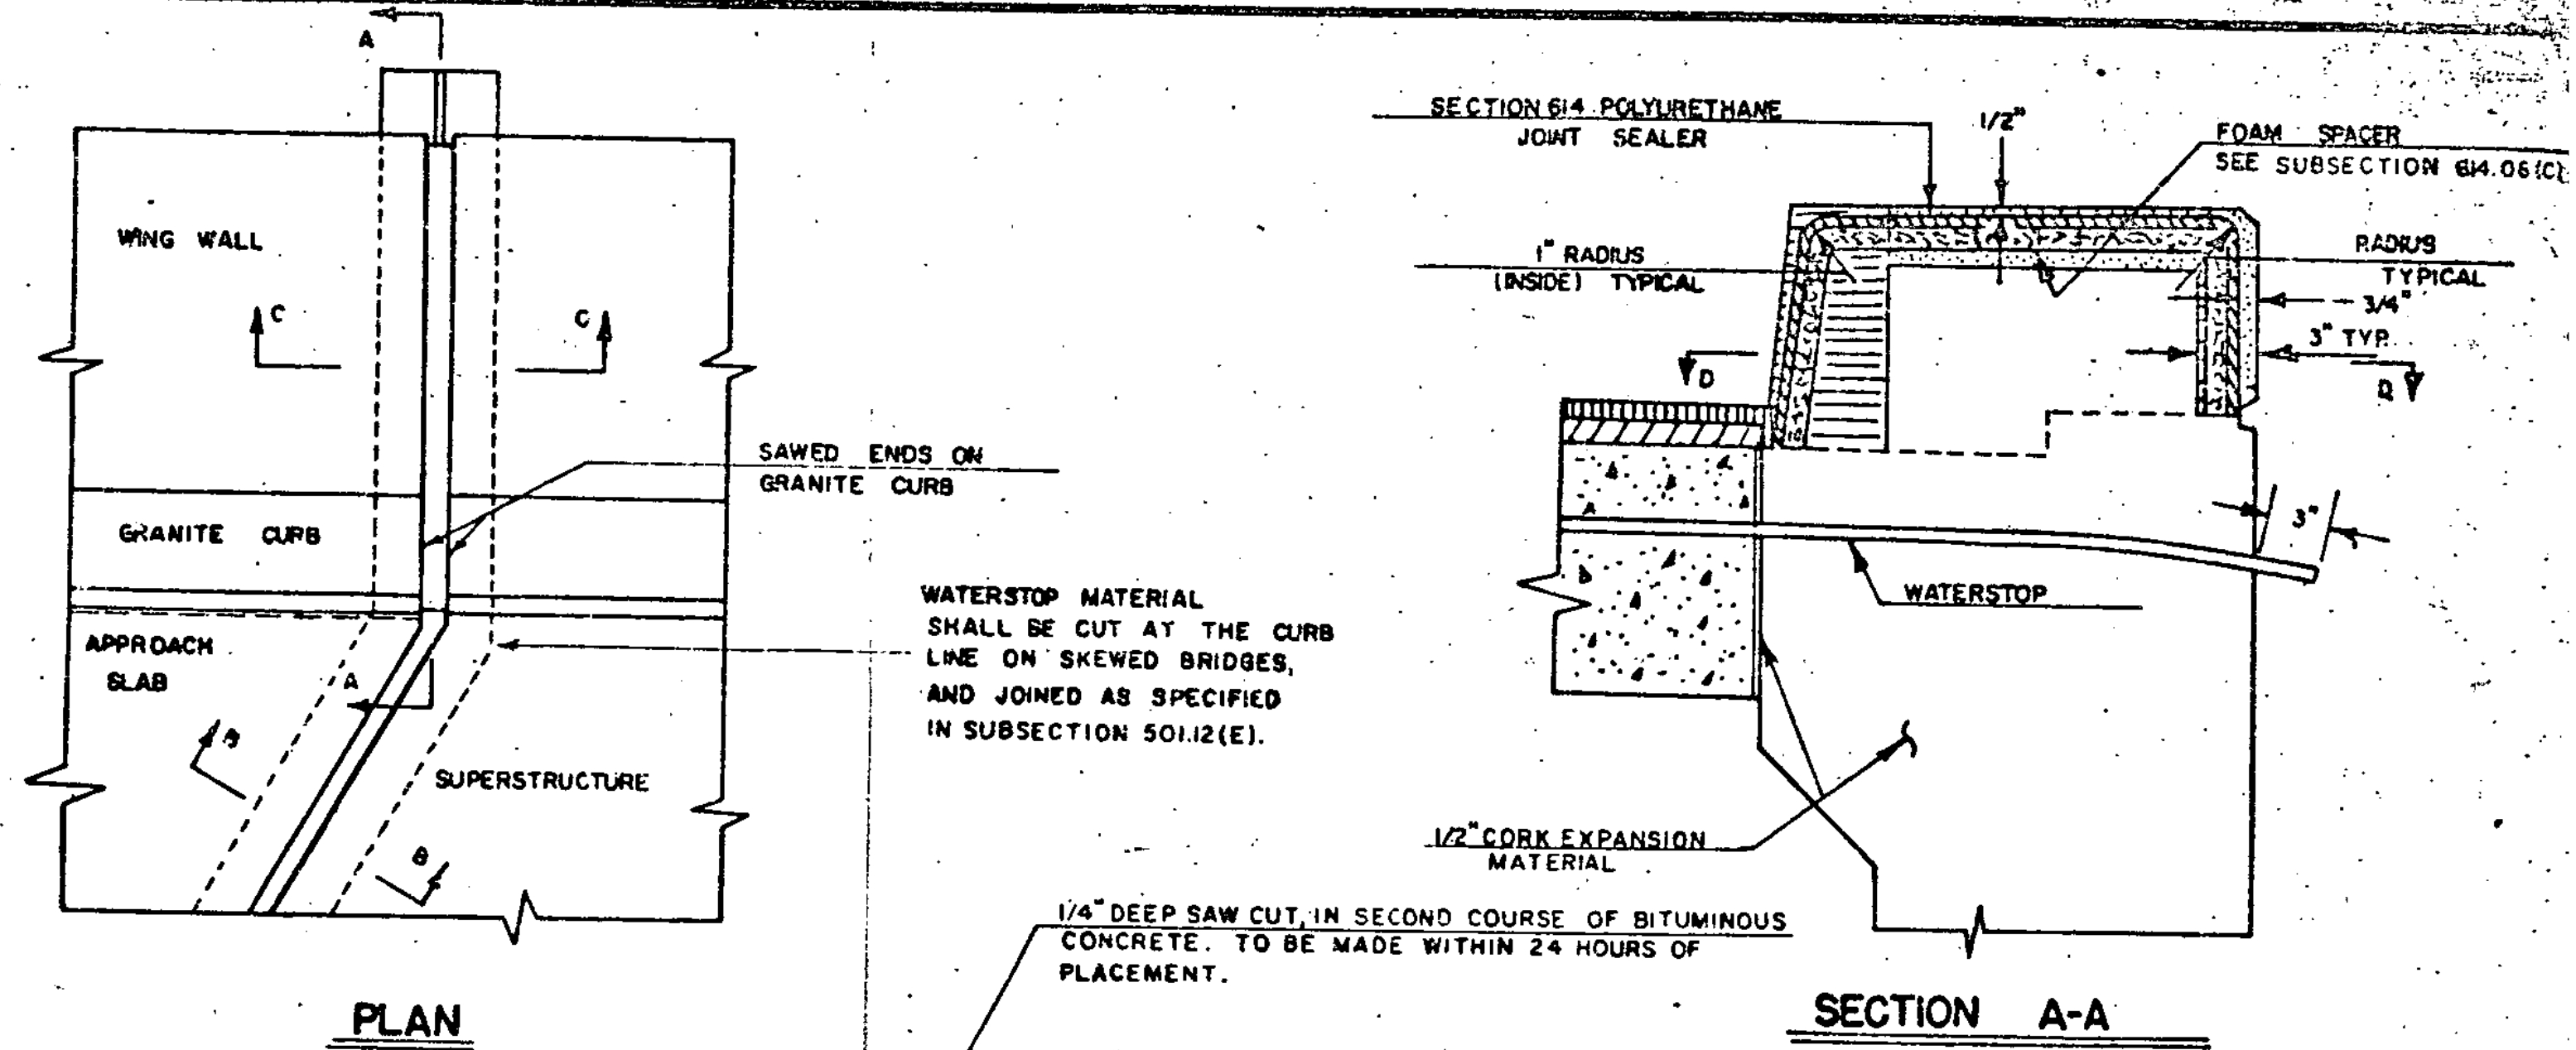 A
WING WALL
C
C
SAWED ENDS ON
GRANITE CURB
GRANITE CURB
WATERSTOP MATERIAL
SHALL BE CUT AT THE CURB
LINE ON SKEWED BRIDGES,
AND JOINED AS SPECIFIED
IN SUBSECTION 501.12(E).
APPROACH
SLAB
A
B
SUPERSTRUCTURE
B
PLAN
SECTION 614 POLYURETHANE
JOINT SEALER
1/2"
FOAM SPACER
SEE SUBSECTION 614.06(C)
1" RADIUS
(INSIDE) TYPICAL
RADIUS
TYPICAL
3/4"
3" TYP.
D
D
3"
WATERSTOP
1/2" CORK EXPANSION
MATERIAL
1/4" DEEP SAW CUT, IN SECOND COURSE OF BITUMINOUS
CONCRETE. TO BE MADE WITHIN 24 HOURS OF
PLACEMENT.
SECTION A-A